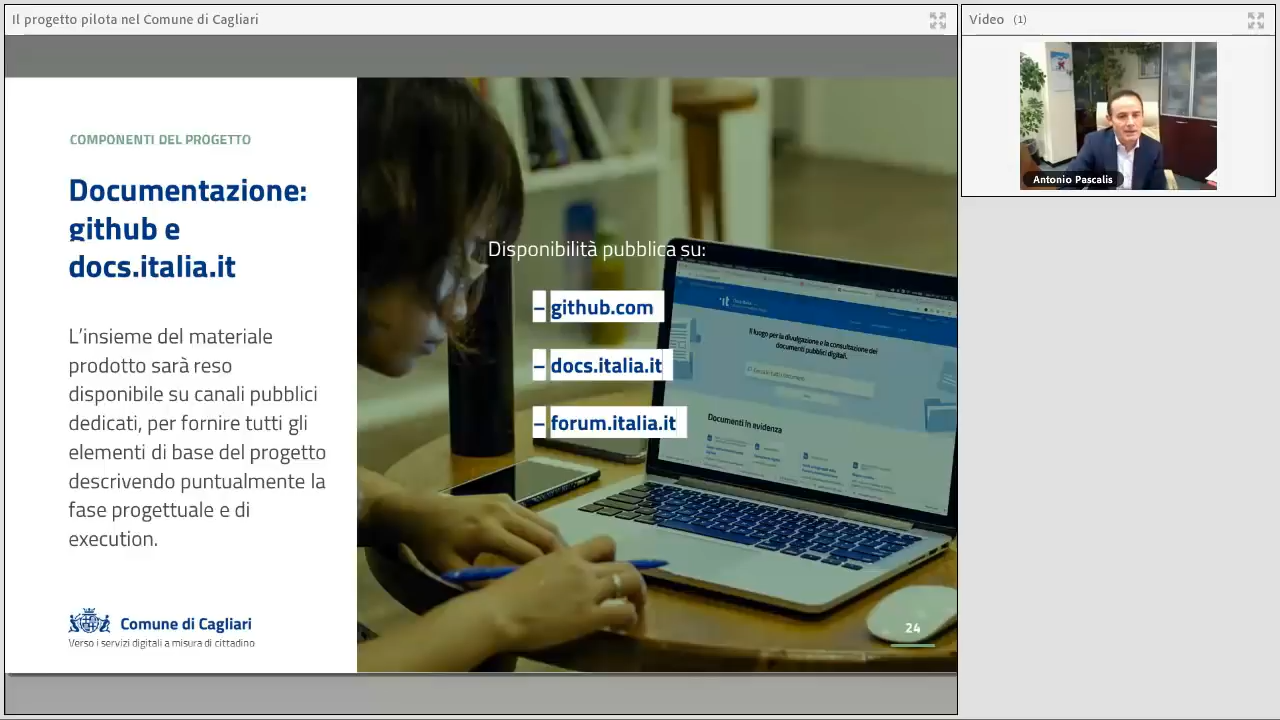 Il progetto pilota nel Comune di Cagliari
Video (1)
Antonio Pascalis
COMPONENTI DEL PROGETTO
Documentazione:
github e
docs.italia.it
L’insieme del materiale
prodotto sarà reso
disponibile su canali pubblici
dedicati, per fornire tutti gli
elementi di base del progetto
descrivendo puntualmente la
fase progettuale e di
execution.
Comune di Cagliari
Verso i servizi digitali a misura di cittadino
Disponibilità pubblica su:
– github.com
– docs.italia.it
– forum.italia.it
Il luogo per la divulgazione e la consultazione dei
documenti pubblici digitali.
Documenti in evidenza
24